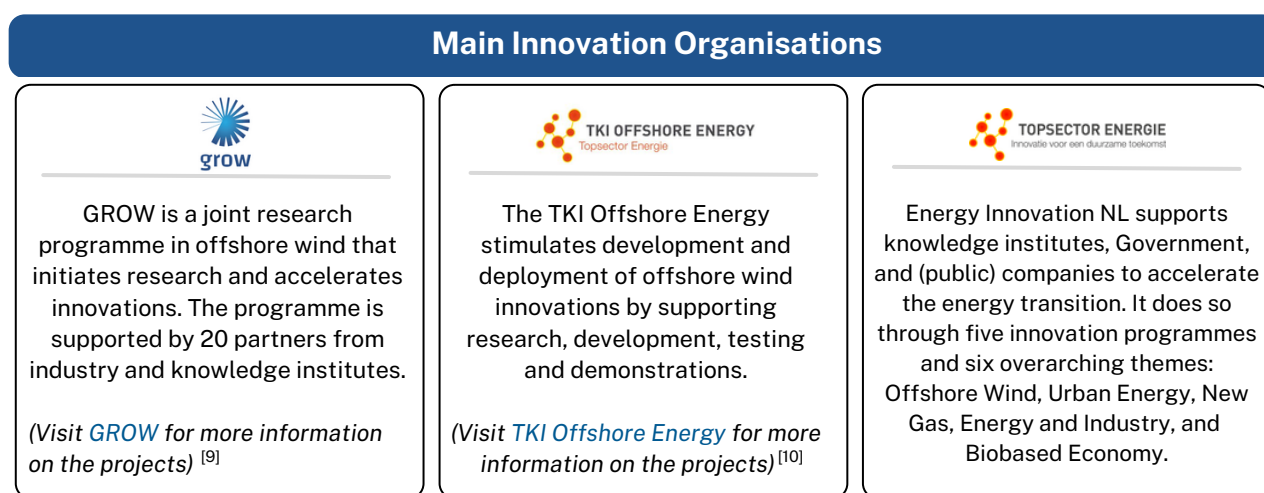 Main Innovation Organisations
grow
GROW is a joint research
programme in offshore wind that
initiates research and accelerates
innovations. The programme is
supported by 20 partners from
industry and knowledge institutes.
(Visit GROW for more information
on the projects) [9]
TKI OFFSHORE ENERGY
Topsector Energie
The TKI Offshore Energy
stimulates development and
deployment of offshore wind
innovations by supporting
research, development, testing
and demonstrations.
(Visit TKI Offshore Energy for more
information on the projects) [10]
TOPSECTOR ENERGIE
Innovatie voor een duurzame toekomst
Energy Innovation NL supports
knowledge institutes, Government,
and (public) companies to accelerate
the energy transition. It does so
through five innovation programmes
and six overarching themes:
Offshore Wind, Urban Energy, New
Gas, Energy and Industry, and
Biobased Economy.